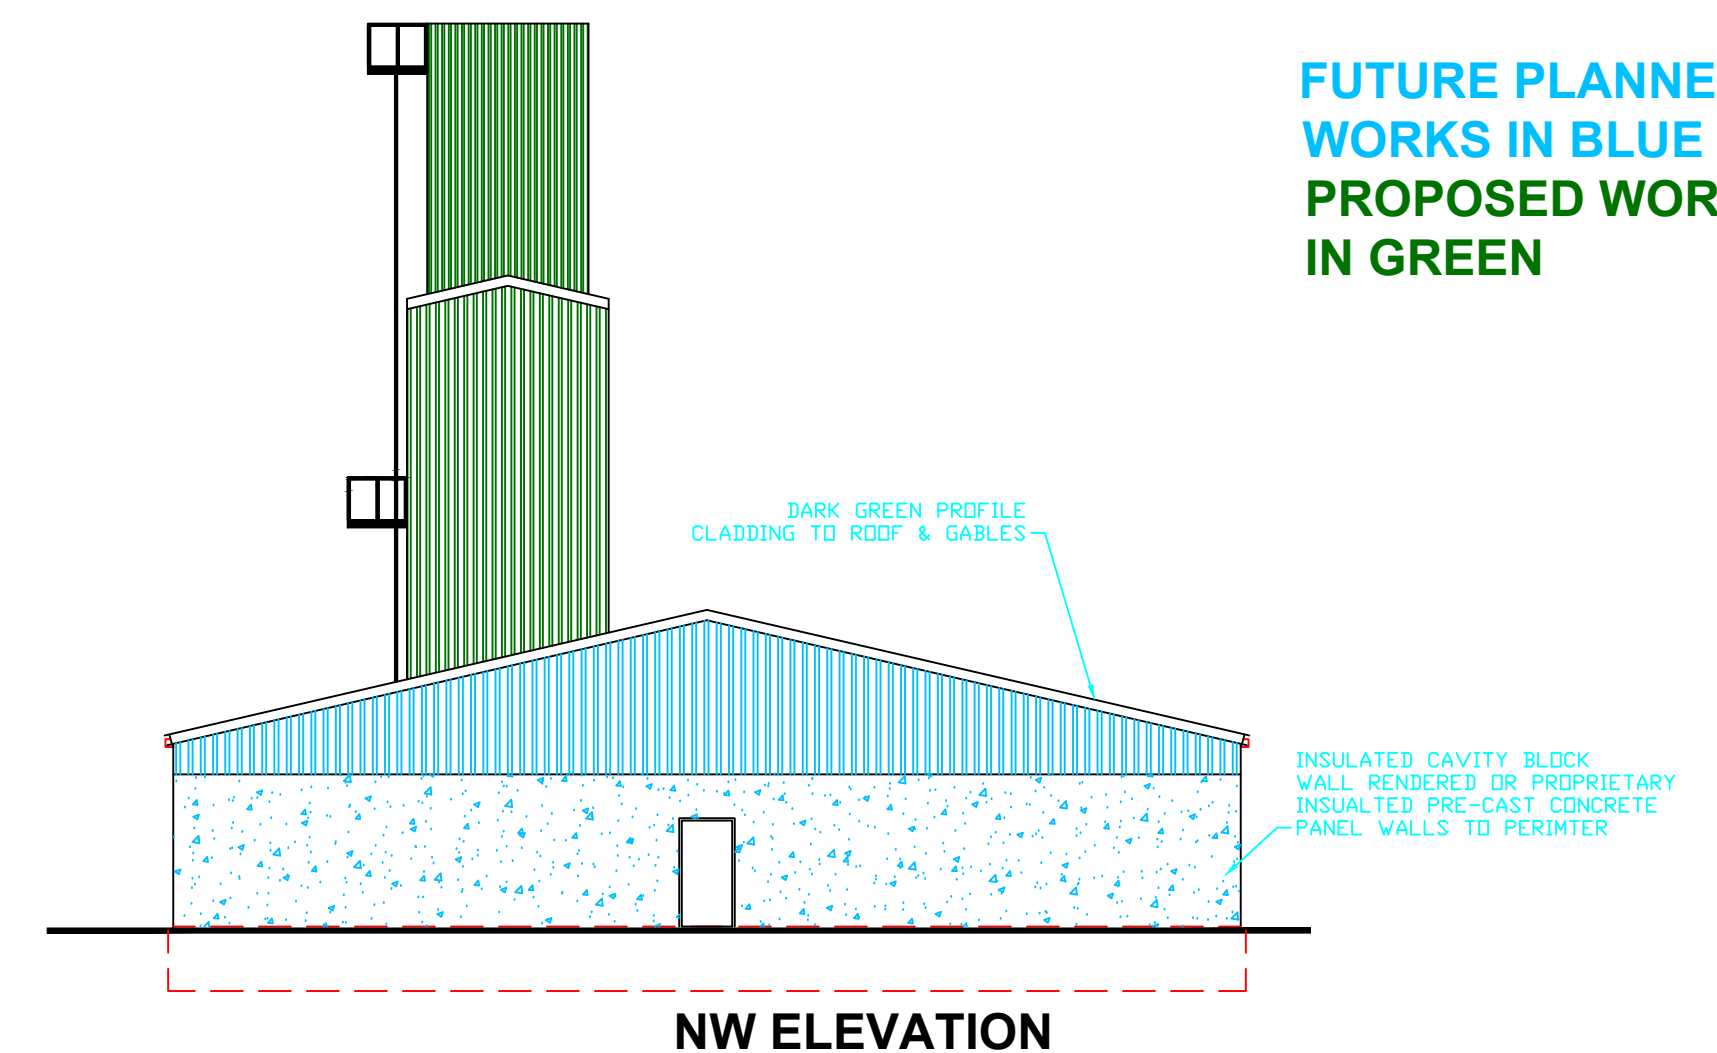 FUTURE PLANNE
WORKS IN BLUE
PROPOSED WOR
IN GREEN
DARK GREEN PROFILE
CLADDING TO ROOF & GABLES
INSULATED CAVITY BLOCK
WALL RENDERED OR PROPRIETARY
INSUALTED PRE-CAST CONCRETE
PANEL WALLS TO PERIMTER
NW ELEVATION